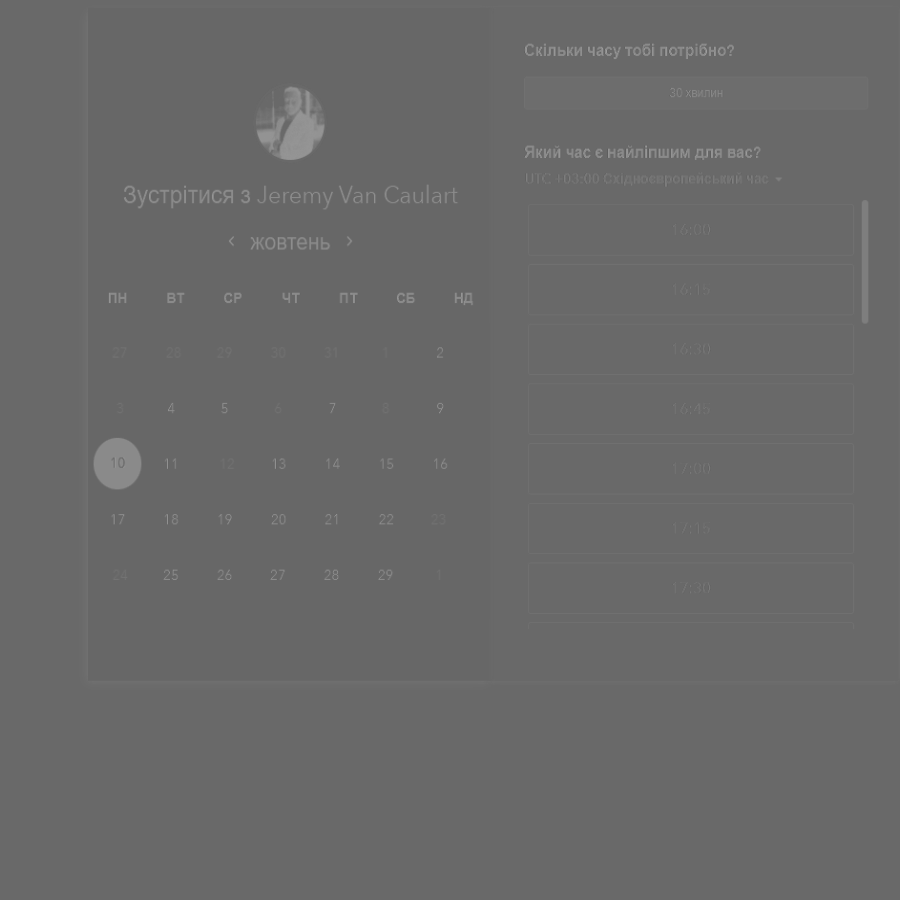 Зустрітися з Jeremy Van Caulart
жовтень
ПН ВТ СР ЧТ ПТ СБ НД
27 28 29 30 31 1 2
3 4 5 6 7 8 9
10 11 12 13 14 15 16
17 18 19 20 21 22 23
24 25 26 27 28 29 1
Скільки часу тобі потрібно?
30 хвилин
Який час є найліпшим для вас?
UTC +03:00 Східноєвропейський час
16:00
16:15
16:30
16:45
17:00
17:15
17:30